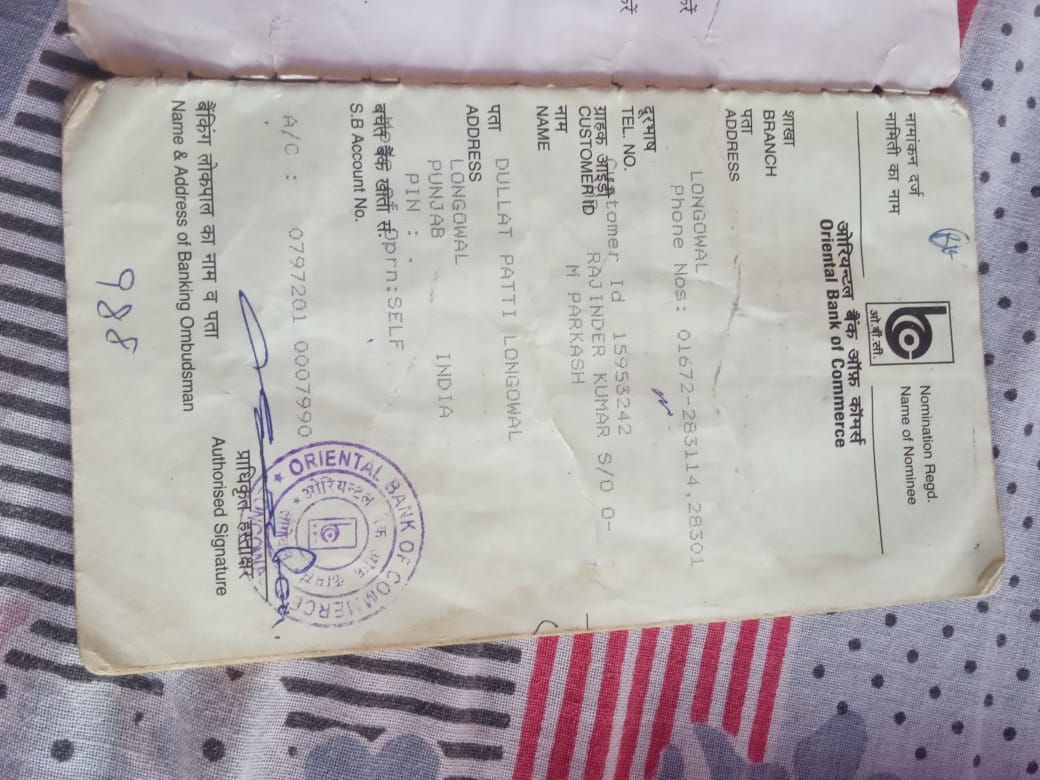 ओ.बी.सी.
नामांकन दर्ज
नामिती का नाम
Nomination Regd.
Name of Nominee
ओरियन्टल बैंक ऑफ़ कॉमर्स
Oriental Bank of Commerce
शाखा
BRANCH
पता
ADDRESS
LONGOWAL
Phone Nos: 01672-283114,28301
दूरभाष
TEL. NO.
ग्राहक आईडी Customer Id 15953242
CUSTOMER ID
नाम RAJINDER KUMAR S/O O-
NAME M PARKASH
पता DULLAT PATTI LONGOWAL
ADDRESS
LONGOWAL
PUNJAB INDIA
PIN :
बचत बैंक खाता सं. Oprn:SELF
S.B Account No.
A/C : 0797201 0007990
ORIENTAL BANK OF COMMERCE
ओरियन्टल बैंक ऑफ कामर्स
प्राधिकृत हस्ताक्षर
Authorised Signature
बैंकिंग लोकपाल का नाम व पता
Name & Address of Banking Ombudsman
988